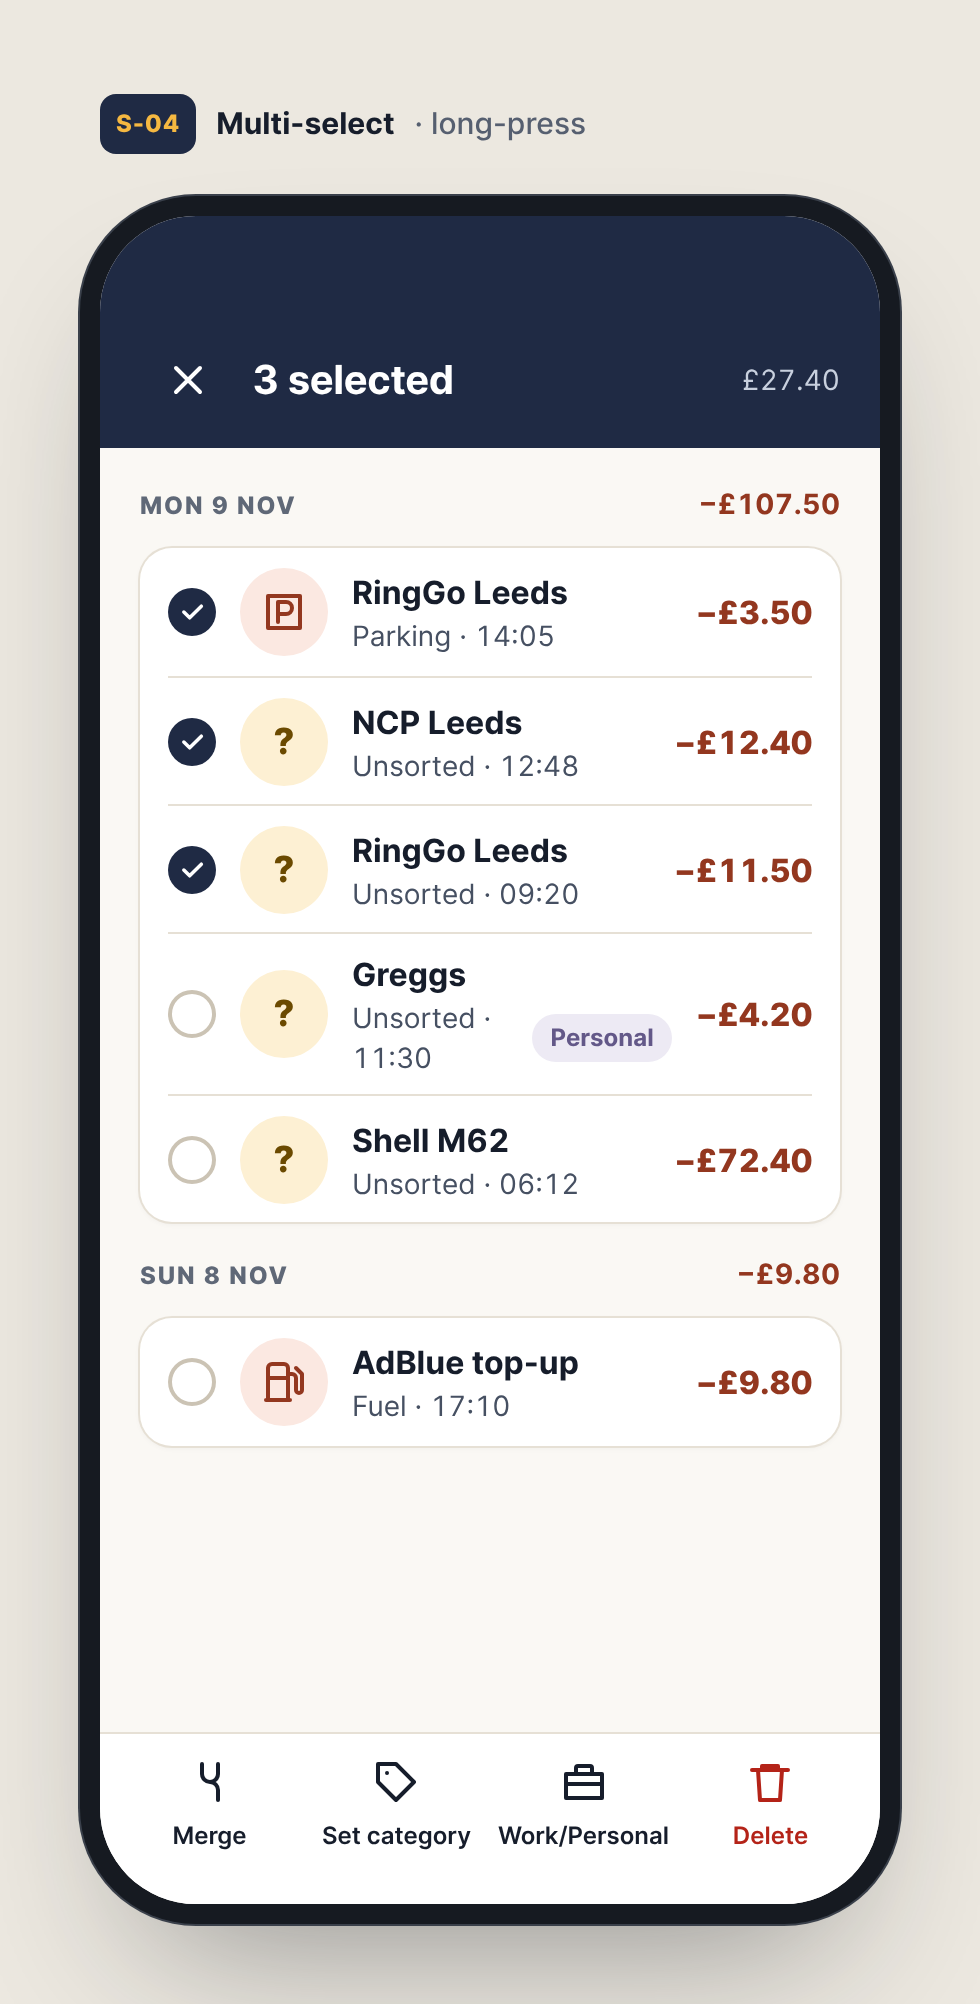 S-04 Multi-select · long-press
3 selected £27.40
MON 9 NOV −£107.50
P RingGo Leeds −£3.50
Parking · 14:05
? NCP Leeds −£12.40
Unsorted · 12:48
? RingGo Leeds −£11.50
Unsorted · 09:20
? Greggs −£4.20
Unsorted ·
11:30
Personal
? Shell M62 −£72.40
Unsorted · 06:12
SUN 8 NOV −£9.80
AdBlue top-up −£9.80
Fuel · 17:10
Merge Set category Work/Personal Delete